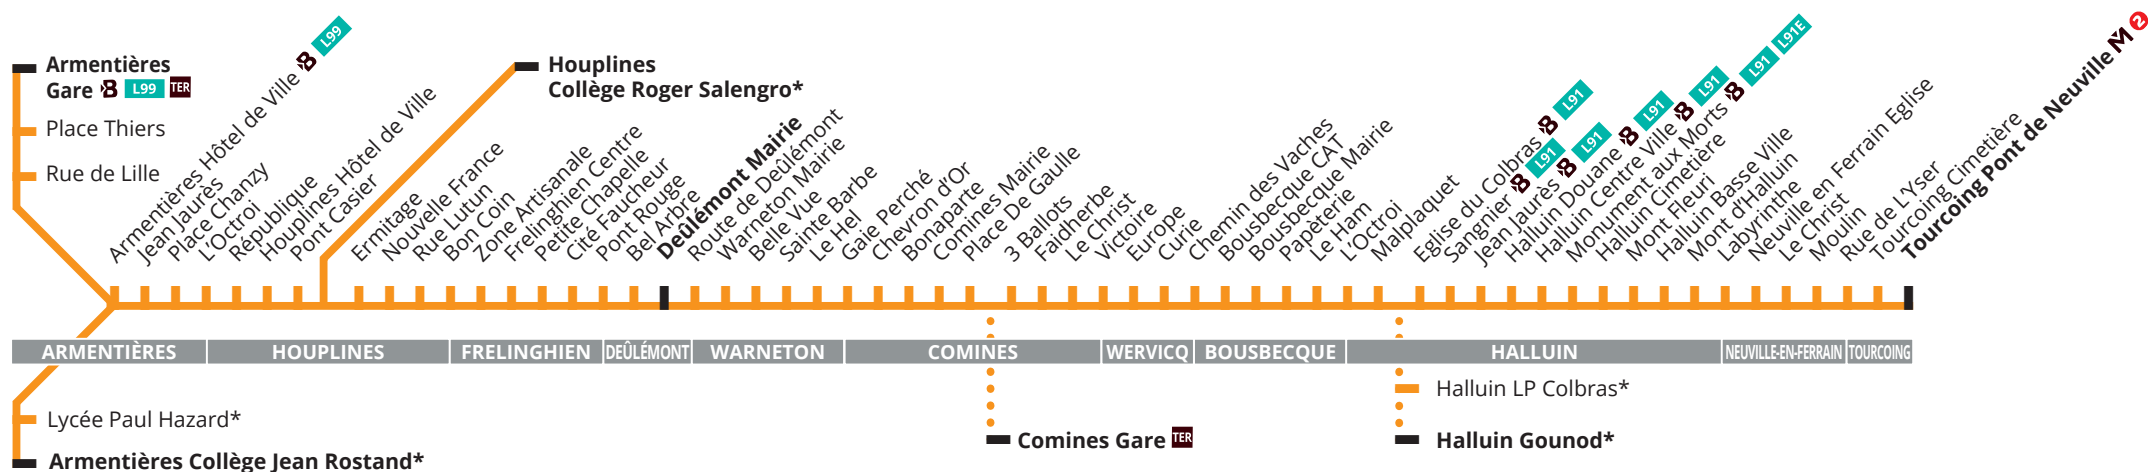 Armentières
Gare B L99 TER
Place Thiers
Rue de Lille
Armentières Hôtel de Ville B L99
Jean Jaurès
Place Chanzy
L'Octroi
République
Houplines Hôtel de Ville
Pont Casier
Houplines
Collège Roger Salengro*
Ermitage
Nouvelle France
Rue Lutun
Bon Coin
Zone Artisanale
Frelinghien Centre
Petite Chapelle
Cité Faucheur
Pont Rouge
Bel Arbre
Deûlémont Mairie
Route de Deûlémont
Warneton Mairie
Belle Vue
Sainte Barbe
Le Hel
Gaie Perché
Chevron d'Or
Bonaparte
Comines Mairie
Place De Gaulle
3 Ballots
Faidherbe
Le Christ
Victoire
Europe
Curie
Chemin des Vaches
Bousbecque CAT
Bousbecque Mairie
Papèterie
Le Ham
L'Octroi
Malplaquet
Eglise du Colbras B L91
Sangnier B L91
Jean Jaurès B L91
Halluin Douane B L91
Halluin Centre Ville B L91
Monument aux Morts B L91 L91E
Halluin Cimetière
Mont Fleuri
Halluin Basse Ville
Mont d'Halluin
Labyrinthe
Neuville en Ferrain Eglise
Le Christ
Moulin
Rue de L'Yser
Tourcoing Cimetière
Tourcoing Pont de Neuville M 2
ARMENTIÈRES
HOUPLINES
FRELINGHIEN
DEÛLÉMONT
WARNETON
COMINES
WERVICQ
BOUSBECQUE
HALLUIN
NEUVILLE-EN-FERRAIN
TOURCOING
Lycée Paul Hazard*
Armentières Collège Jean Rostand*
Comines Gare TER
Halluin LP Colbras*
Halluin Gounod*